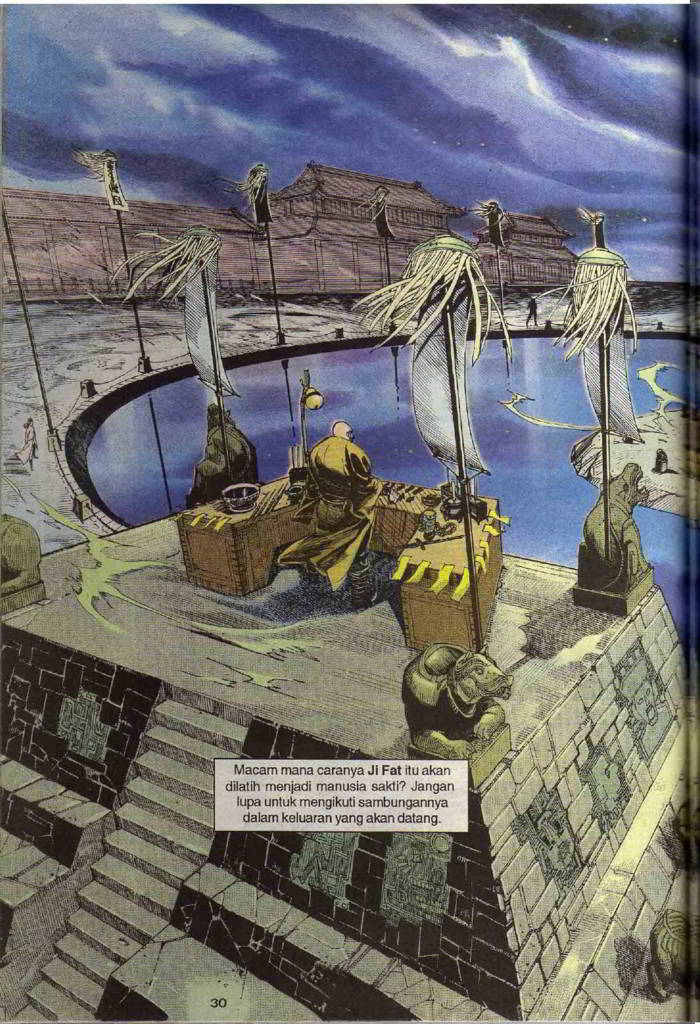 Macam mana caranya Ji Fat itu akan
dilatih menjadi manusia sakti? Jangan
lupa untuk mengikuti sambungannya
dalam keluaran yang akan datang.
30